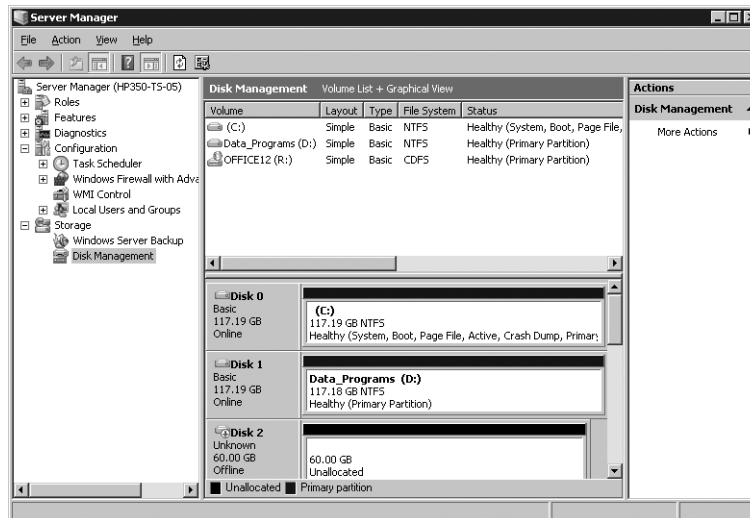 Server Manager
File Action View Help
Server Manager (HP350-TS-05)
Roles
Features
Diagnostics
Configuration
Task Scheduler
Windows Firewall with Adva
WMI Control
Local Users and Groups
Storage
Windows Server Backup
Disk Management
Disk Management Volume List + Graphical View
Volume Layout Type File System Status
(C:) Simple Basic NTFS Healthy (System, Boot, Page File,
Data_Programs (D:) Simple Basic NTFS Healthy (Primary Partition)
OFFICE12 (R:) Simple Basic CDFS Healthy (Primary Partition)
Disk 0
Basic
117.19 GB
Online
(C:)
117.19 GB NTFS
Healthy (System, Boot, Page File, Active, Crash Dump, Primar
Disk 1
Basic
117.19 GB
Online
Data_Programs (D:)
117.18 GB NTFS
Healthy (Primary Partition)
Disk 2
Unknown
60.00 GB
Offline
60.00 GB
Unallocated
Unallocated Primary partition
Actions
Disk Management
More Actions